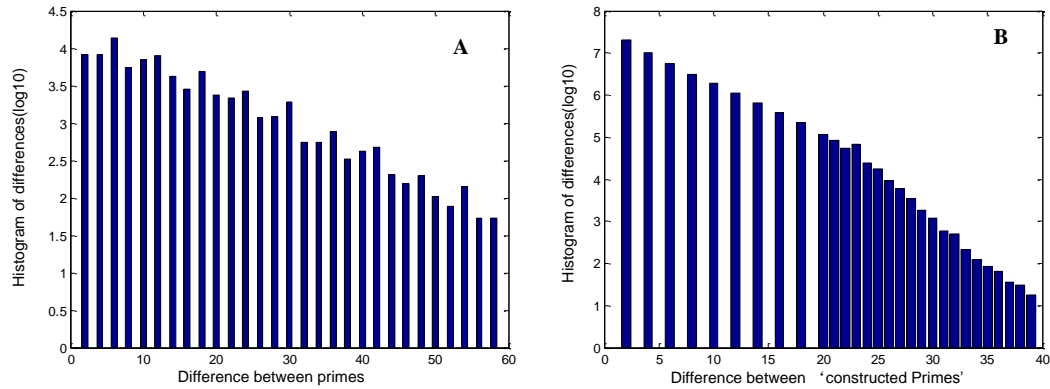 4.5
4
3.5
3
2.5
2
1.5
1
0.5
0
0 10 20 30 40 50 60
Histogram of differences(log10)
Difference between primes
A
8
7
6
5
4
3
2
1
0
0 5 10 15 20 25 30 35 40
Histogram of differences(log10)
Difference between ‘constructed Primes’
B